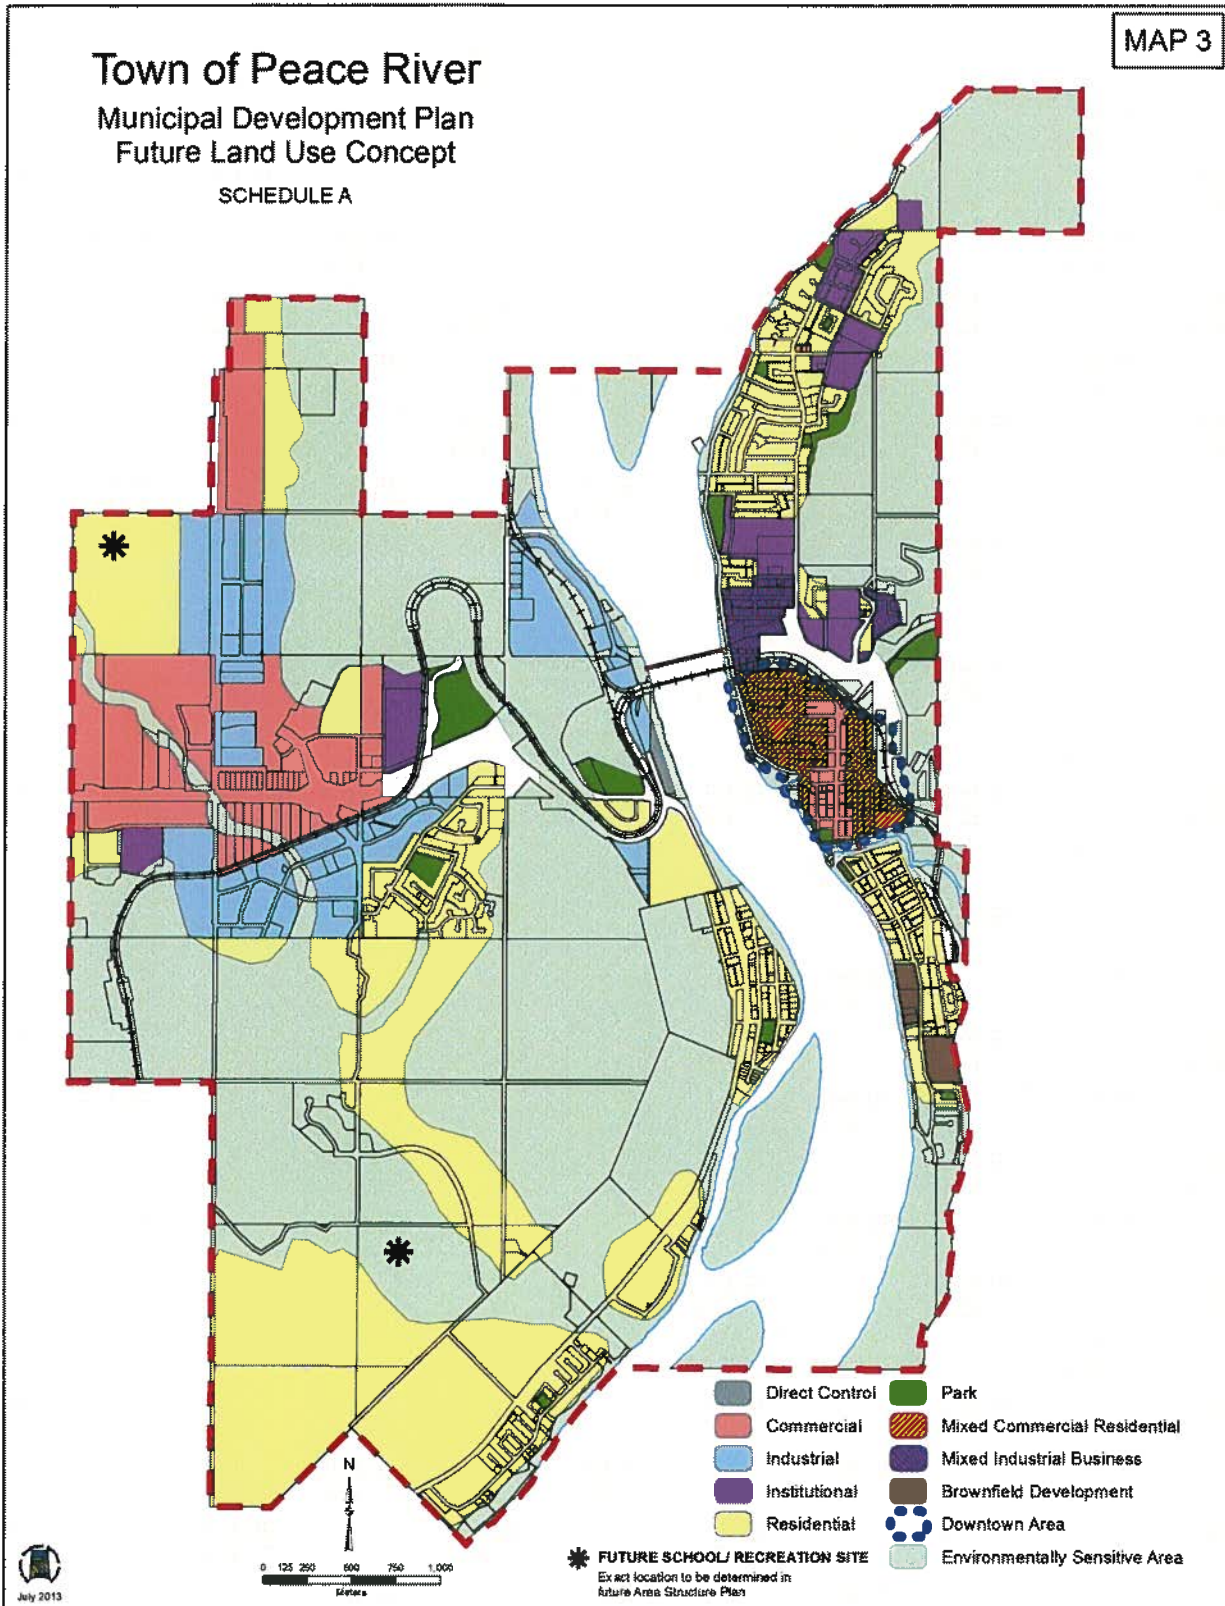 MAP 3
Town of Peace River
Municipal Development Plan
Future Land Use Concept
SCHEDULE A
Direct Control
Commercial
Industrial
Institutional
Residential
Park
Mixed Commercial Residential
Mixed Industrial Business
Brownfield Development
Downtown Area
Environmentally Sensitive Area
FUTURE SCHOOL/ RECREATION SITE
Exact location to be determined in
future Area Structure Plan
N
0 125 250 500 750 1,000
Meters
July 2013